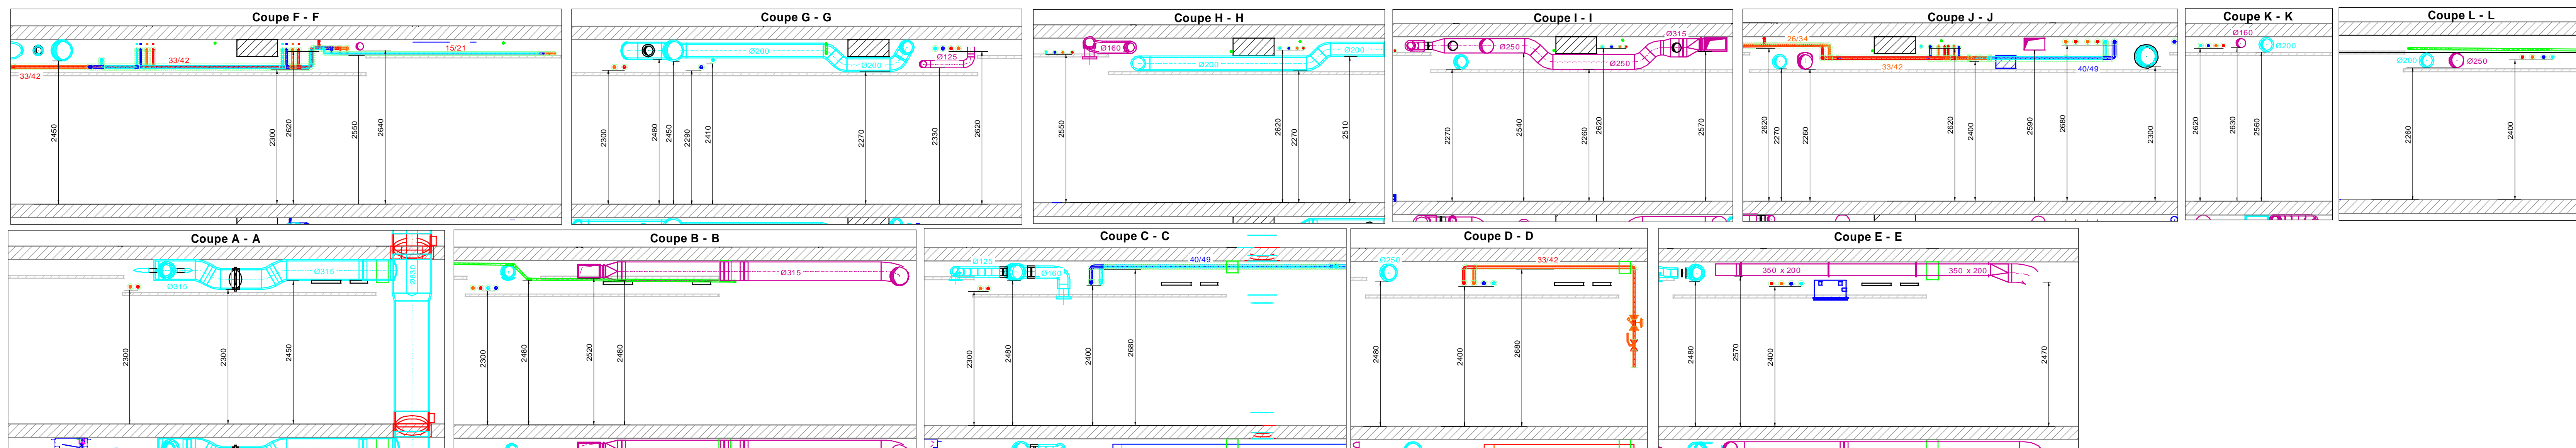 Coupe F - F
15/21
33/42
33/42
2450
2300
2620
2550
2640
Coupe G - G
Ø200
Ø200
Ø125
2300
2480
2450
2290
2410
2270
2330
2620
Coupe H - H
Ø160
Ø200
Ø200
2550
2620
2270
2510
Coupe I - I
Ø315
Ø250
Ø250
2270
2540
2260
2620
2570
Coupe J - J
26/34
33/42
40/49
2620
2270
2260
2620
2400
2590
2680
2300
Coupe K - K
Ø160
Ø200
2620
2630
2560
Coupe L - L
Ø200
Ø250
2260
2400
Coupe A - A
Ø315
Ø315
Ø630
2300
2300
2450
Coupe B - B
Ø315
2300
2480
2520
2480
Coupe C - C
Ø125
Ø160
40/49
2300
2480
2400
2680
Coupe D - D
Ø250
33/42
2480
2400
2680
Coupe E - E
350 x 200
350 x 200
2480
2570
2400
2470